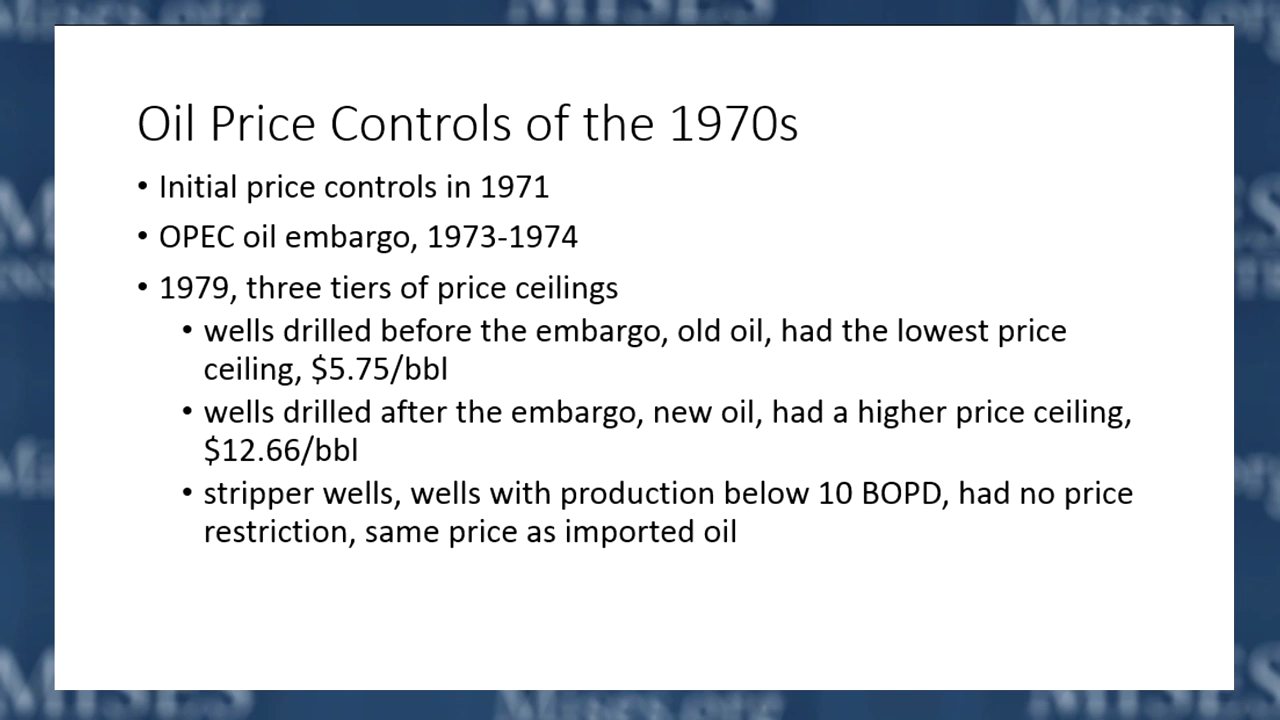 Oil Price Controls of the 1970s
• Initial price controls in 1971
• OPEC oil embargo, 1973-1974
• 1979, three tiers of price ceilings
• wells drilled before the embargo, old oil, had the lowest price
ceiling, $5.75/bbl
• wells drilled after the embargo, new oil, had a higher price ceiling,
$12.66/bbl
• stripper wells, wells with production below 10 BOPD, had no price
restriction, same price as imported oil